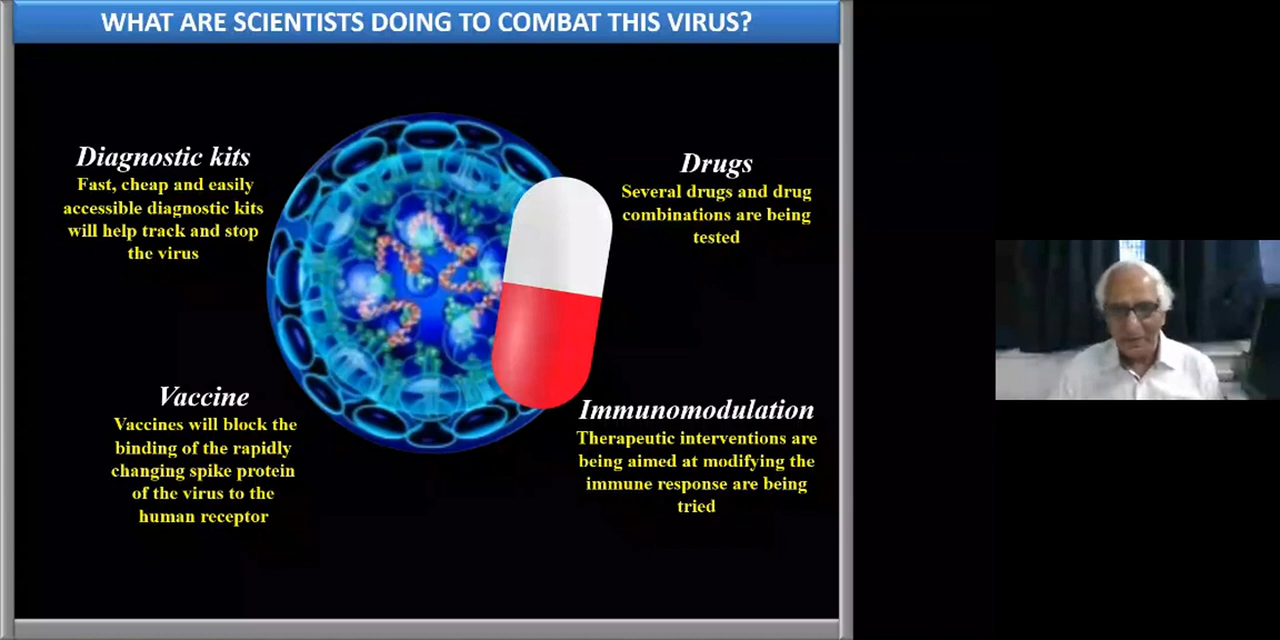 WHAT ARE SCIENTISTS DOING TO COMBAT THIS VIRUS?
Diagnostic kits
Fast, cheap and easily
accessible diagnostic kits
will help track and stop
the virus
Drugs
Several drugs and drug
combinations are being
tested
Vaccine
Vaccines will block the
binding of the rapidly
changing spike protein
of the virus to the
human receptor
Immunomodulation
Therapeutic interventions are
being aimed at modifying the
immune response are being
tried